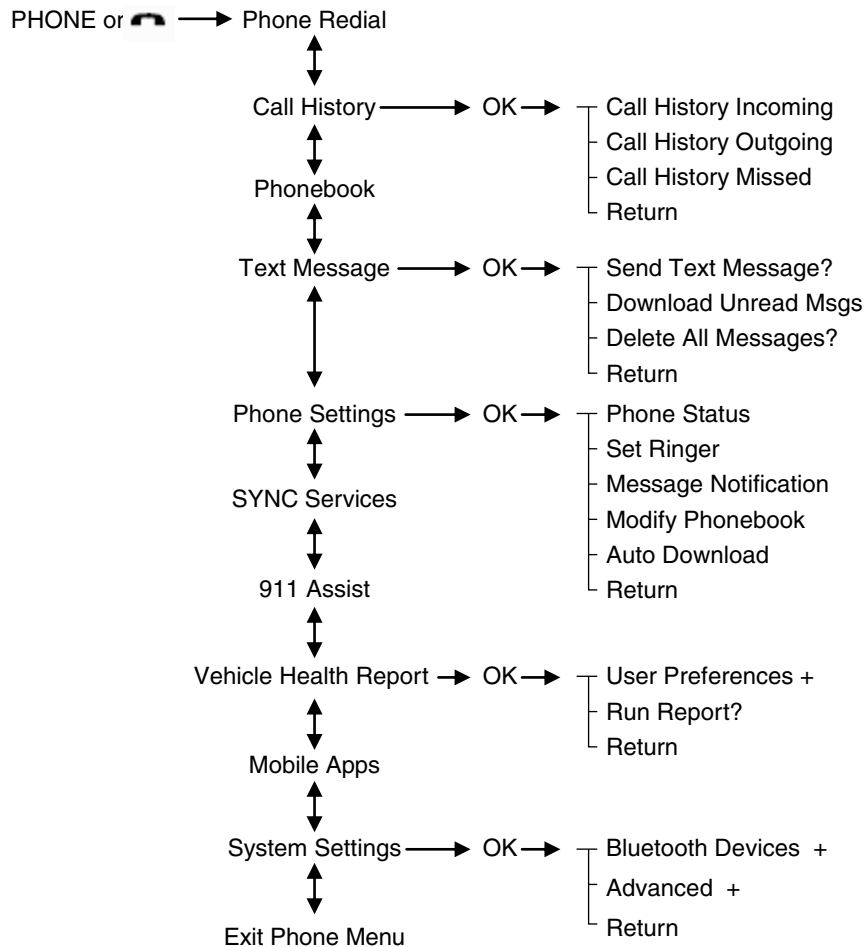 PHONE or Phone Redial
Call History OK Call History Incoming
Call History Outgoing
Call History Missed
Return
Phonebook
Text Message OK Send Text Message?
Download Unread Msgs
Delete All Messages?
Return
Phone Settings OK Phone Status
Set Ringer
Message Notification
Modify Phonebook
Auto Download
Return
SYNC Services
911 Assist
Vehicle Health Report OK User Preferences +
Run Report?
Return
Mobile Apps
System Settings OK Bluetooth Devices +
Advanced +
Return
Exit Phone Menu